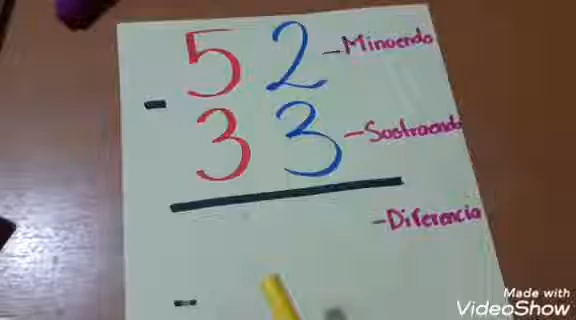 52 -Minuendo
- 33 -Sustraendo
-Diferencia
-
Made with
VideoShow